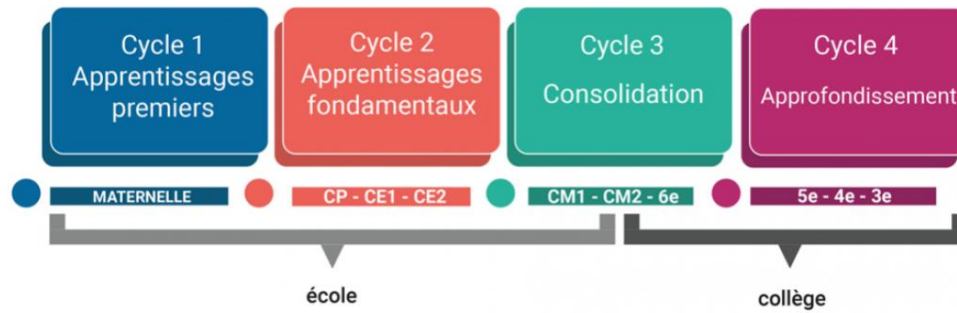 Cycle 1
Apprentissages
premiers
Cycle 2
Apprentissages
fondamentaux
Cycle 3
Consolidation
Cycle 4
Approfondissement
MATERNELLE
CP - CE1 - CE2
CM1 - CM2 - 6e
5e - 4e - 3e
école
collège